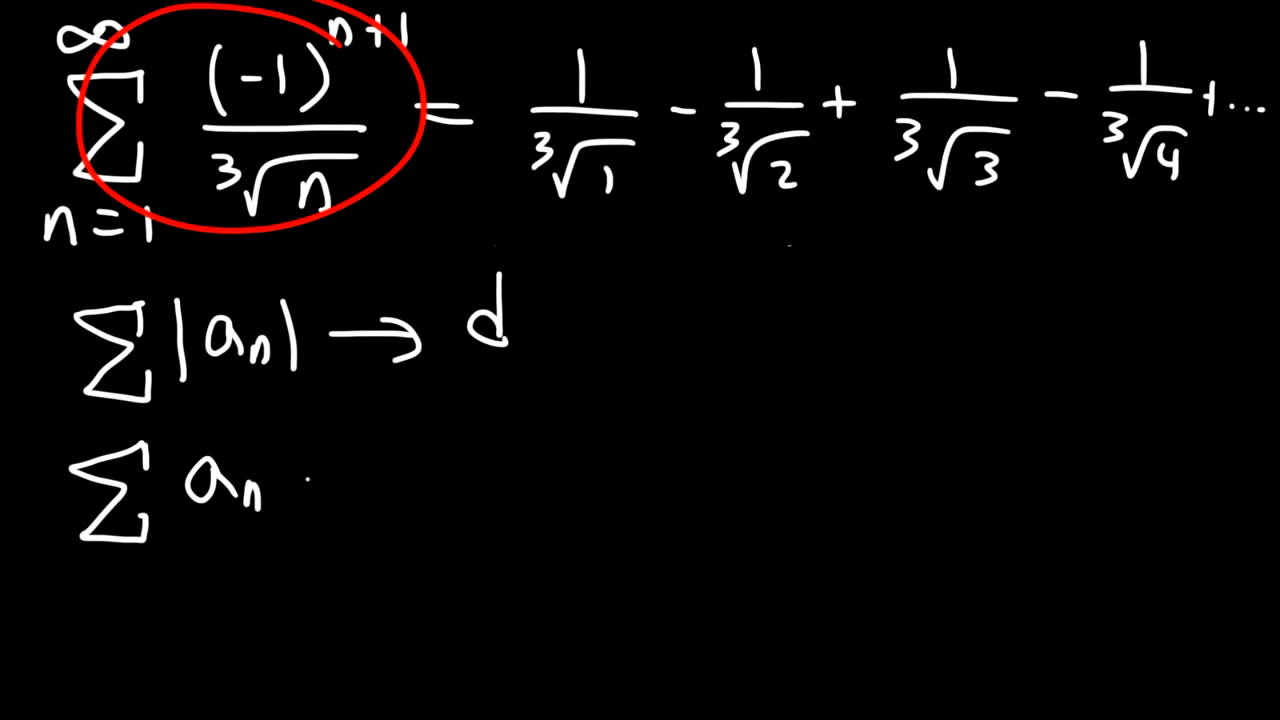 ∞
∑ (-1)^(n+1) / ∛n = 1/∛1 - 1/∛2 + 1/∛3 - 1/∛4 + ...
n=1
∑ |aₙ| → d
∑ aₙ